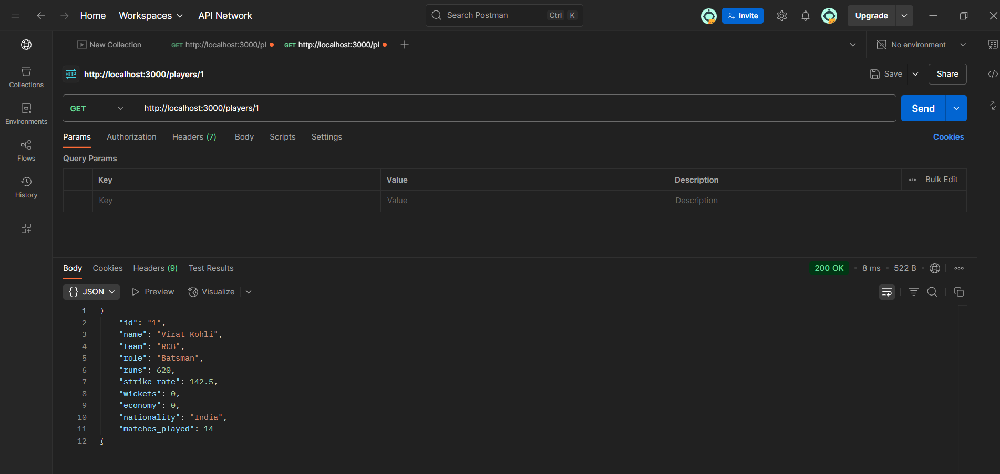 Home Workspaces API Network Search Postman Ctrl K Invite Upgrade
New Collection GET http://localhost:3000/pl GET http://localhost:3000/pl No environment
HTTP http://localhost:3000/players/1 Save Share
Collections
Environments
Flows
History
GET http://localhost:3000/players/1 Send
Params Authorization Headers (7) Body Scripts Settings Cookies
Query Params
Key Value Description Bulk Edit
Key Value Description
Body Cookies Headers (9) Test Results 200 OK • 8 ms • 522 B •
{} JSON Preview Visualize
1 {
2 "id": "1",
3 "name": "Virat Kohli",
4 "team": "RCB",
5 "role": "Batsman",
6 "runs": 620,
7 "strike_rate": 142.5,
8 "wickets": 0,
9 "economy": 0,
10 "nationality": "India",
11 "matches_played": 14
12 }